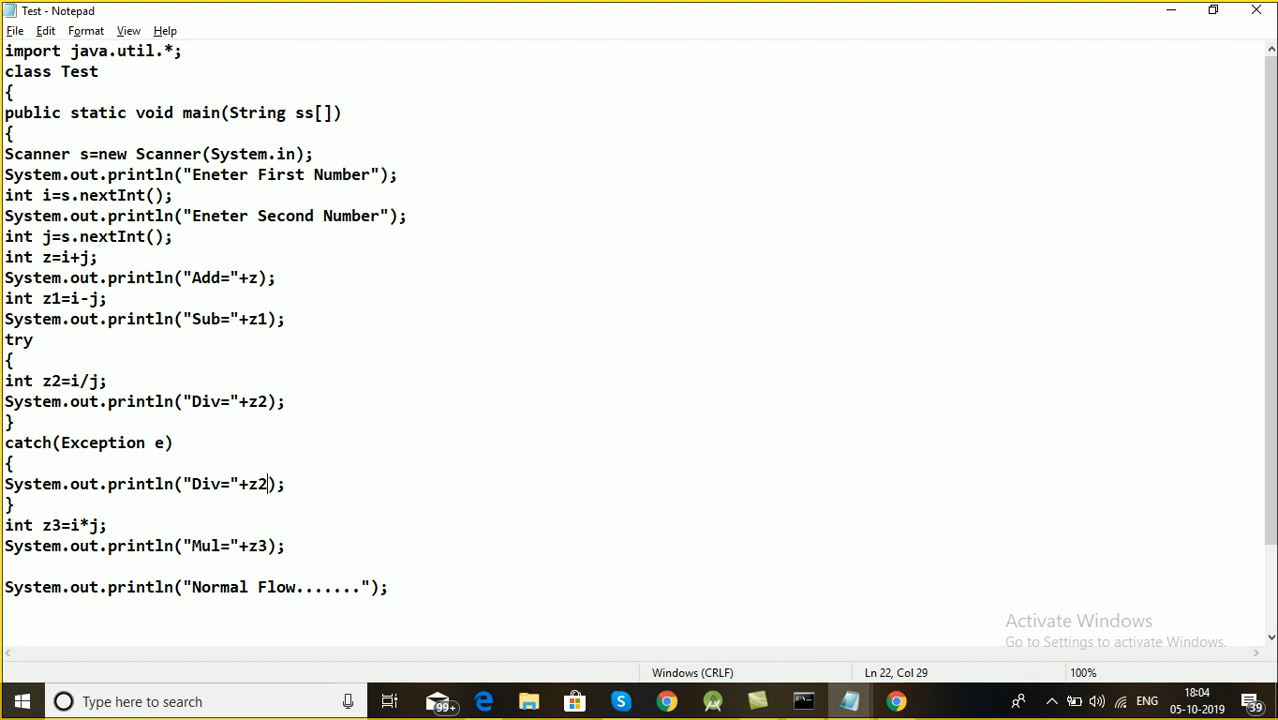 Test - Notepad
File Edit Format View Help
import java.util.*;
class Test
{
public static void main(String ss[])
{
Scanner s=new Scanner(System.in);
System.out.println("Eneter First Number");
int i=s.nextInt();
System.out.println("Eneter Second Number");
int j=s.nextInt();
int z=i+j;
System.out.println("Add="+z);
int z1=i-j;
System.out.println("Sub="+z1);
try
{
int z2=i/j;
System.out.println("Div="+z2);
}
catch(Exception e)
{
System.out.println("Div="+z2);
}
int z3=i*j;
System.out.println("Mul="+z3);
System.out.println("Normal Flow.......");
Activate Windows
Go to Settings to activate Windows.
Windows (CRLF) Ln 22, Col 29 100%
Type here to search 99+ ENG 18:04
05-10-2019 39